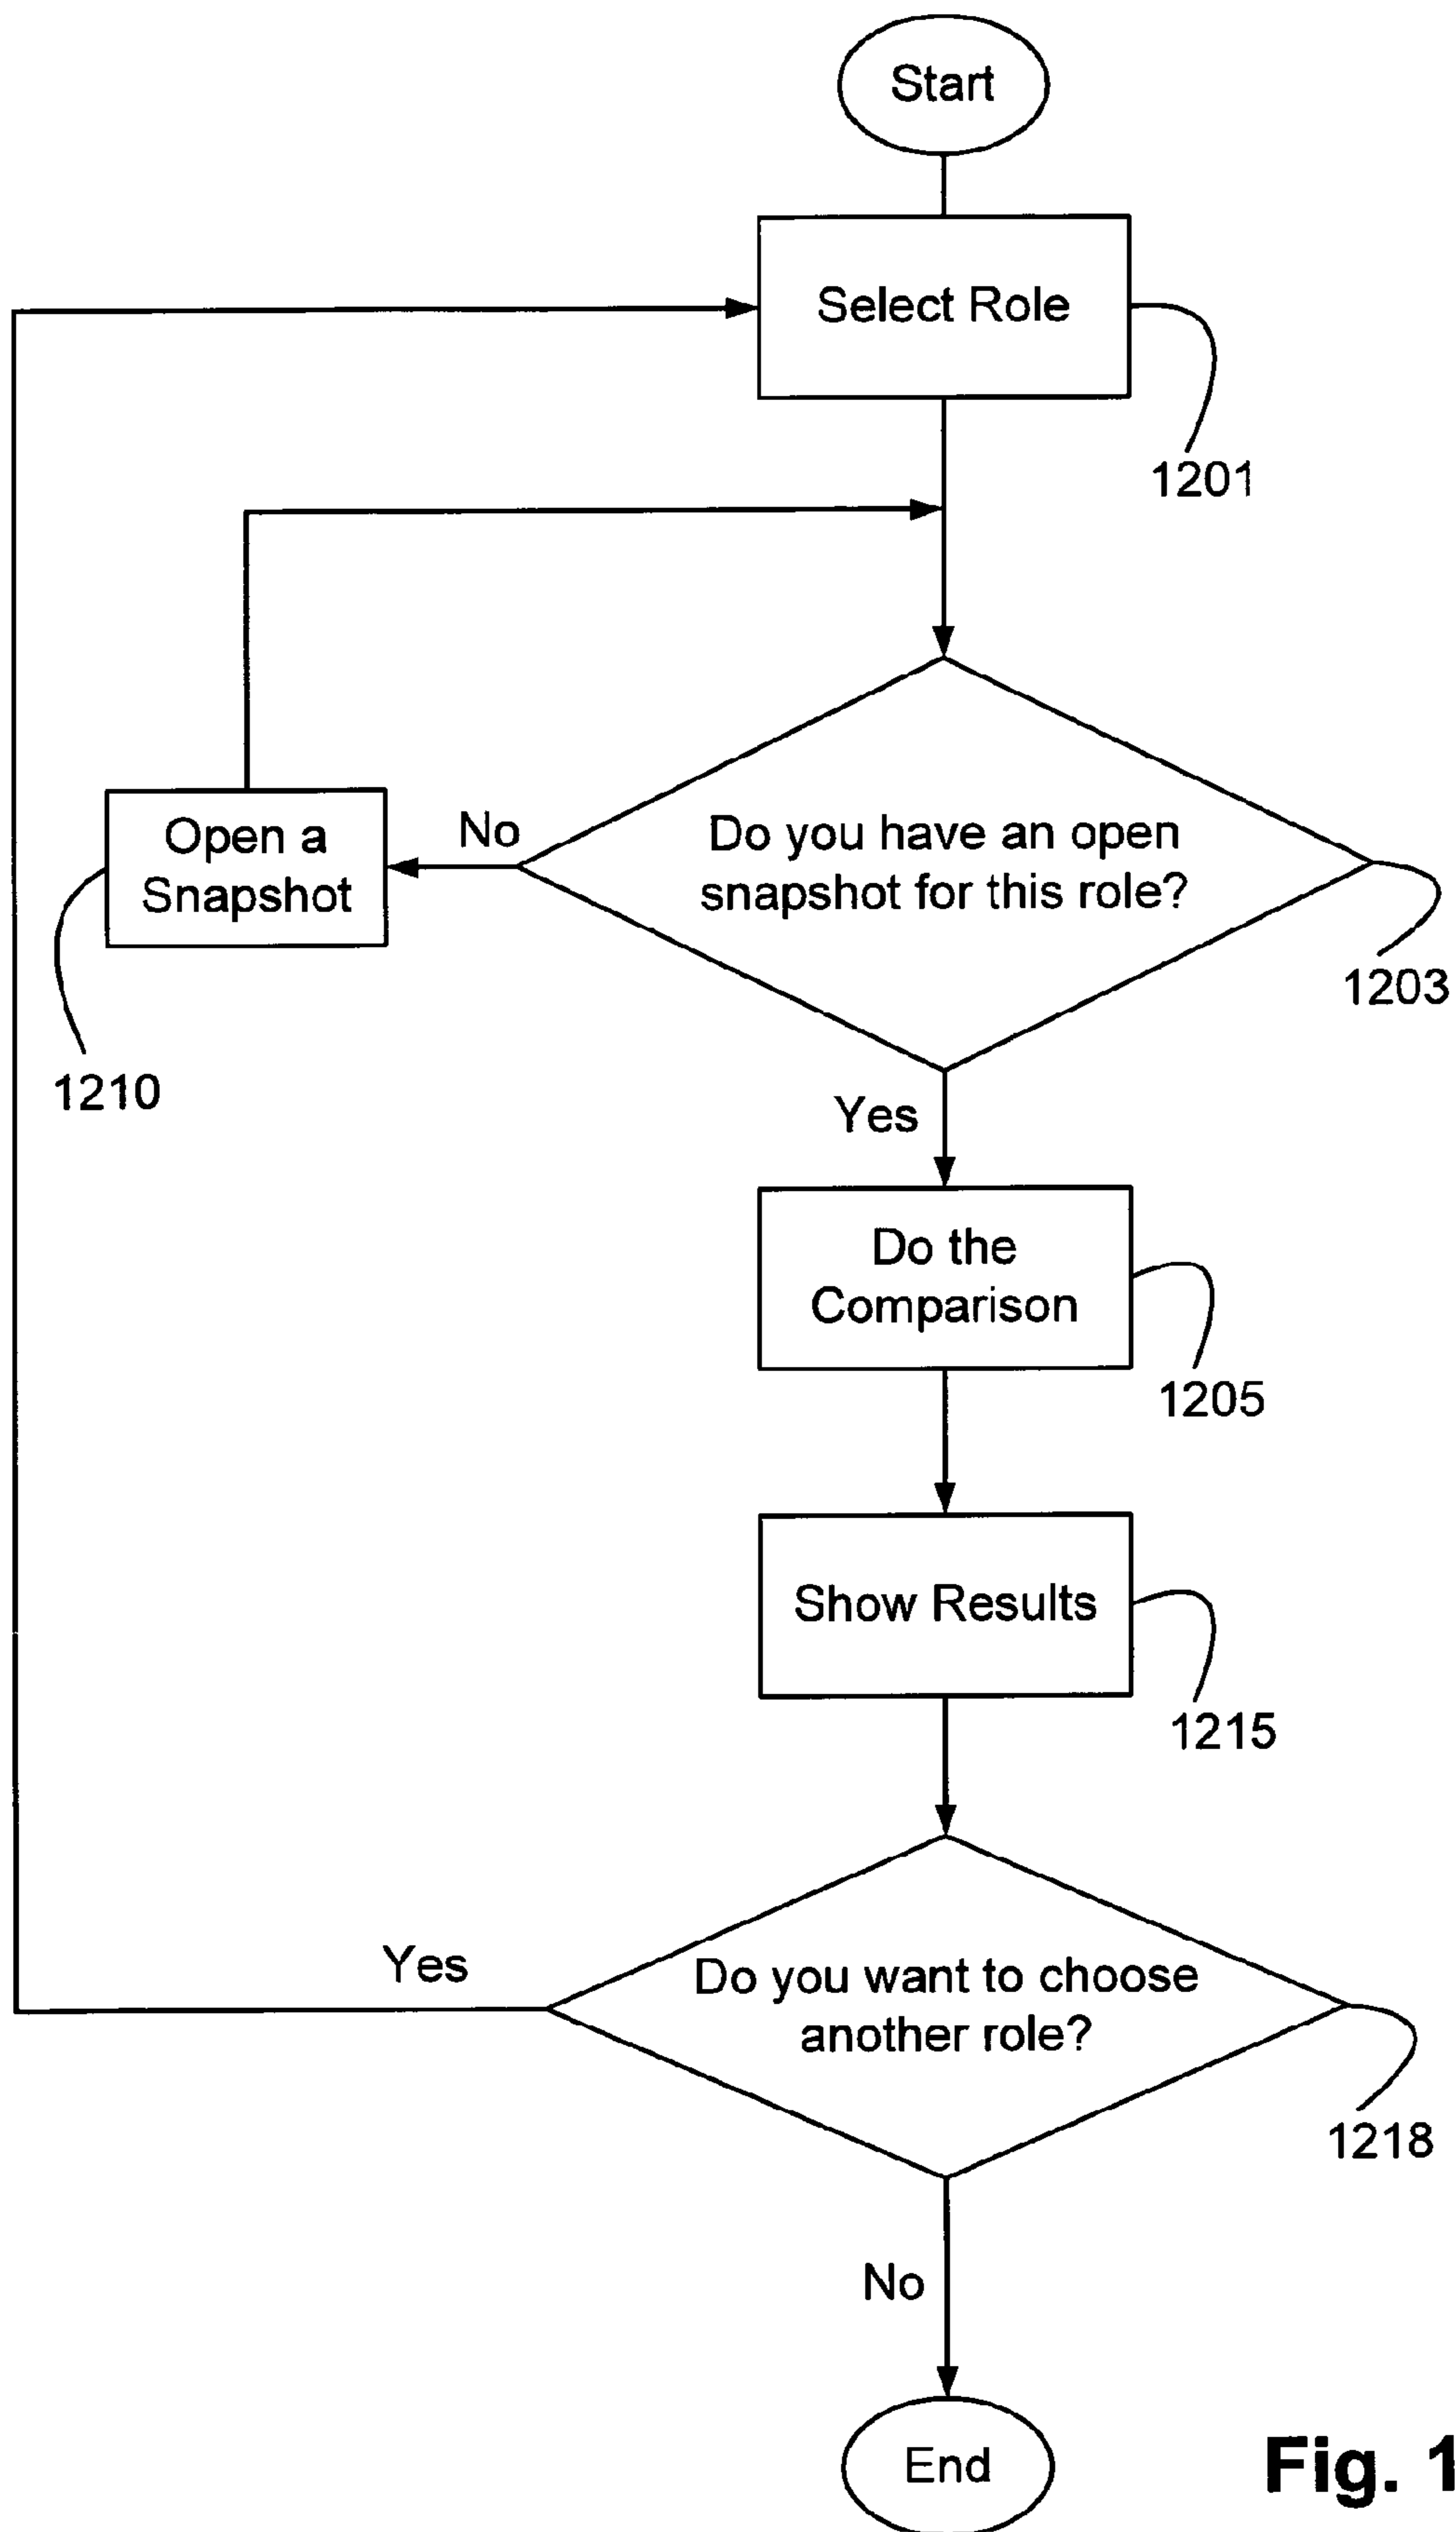 Start
Select Role
1201
No
Open a
Snapshot
Do you have an open
snapshot for this role?
1203
1210
Yes
Do the
Comparison
1205
Show Results
1215
Yes
Do you want to choose
another role?
1218
No
End
Fig. 1